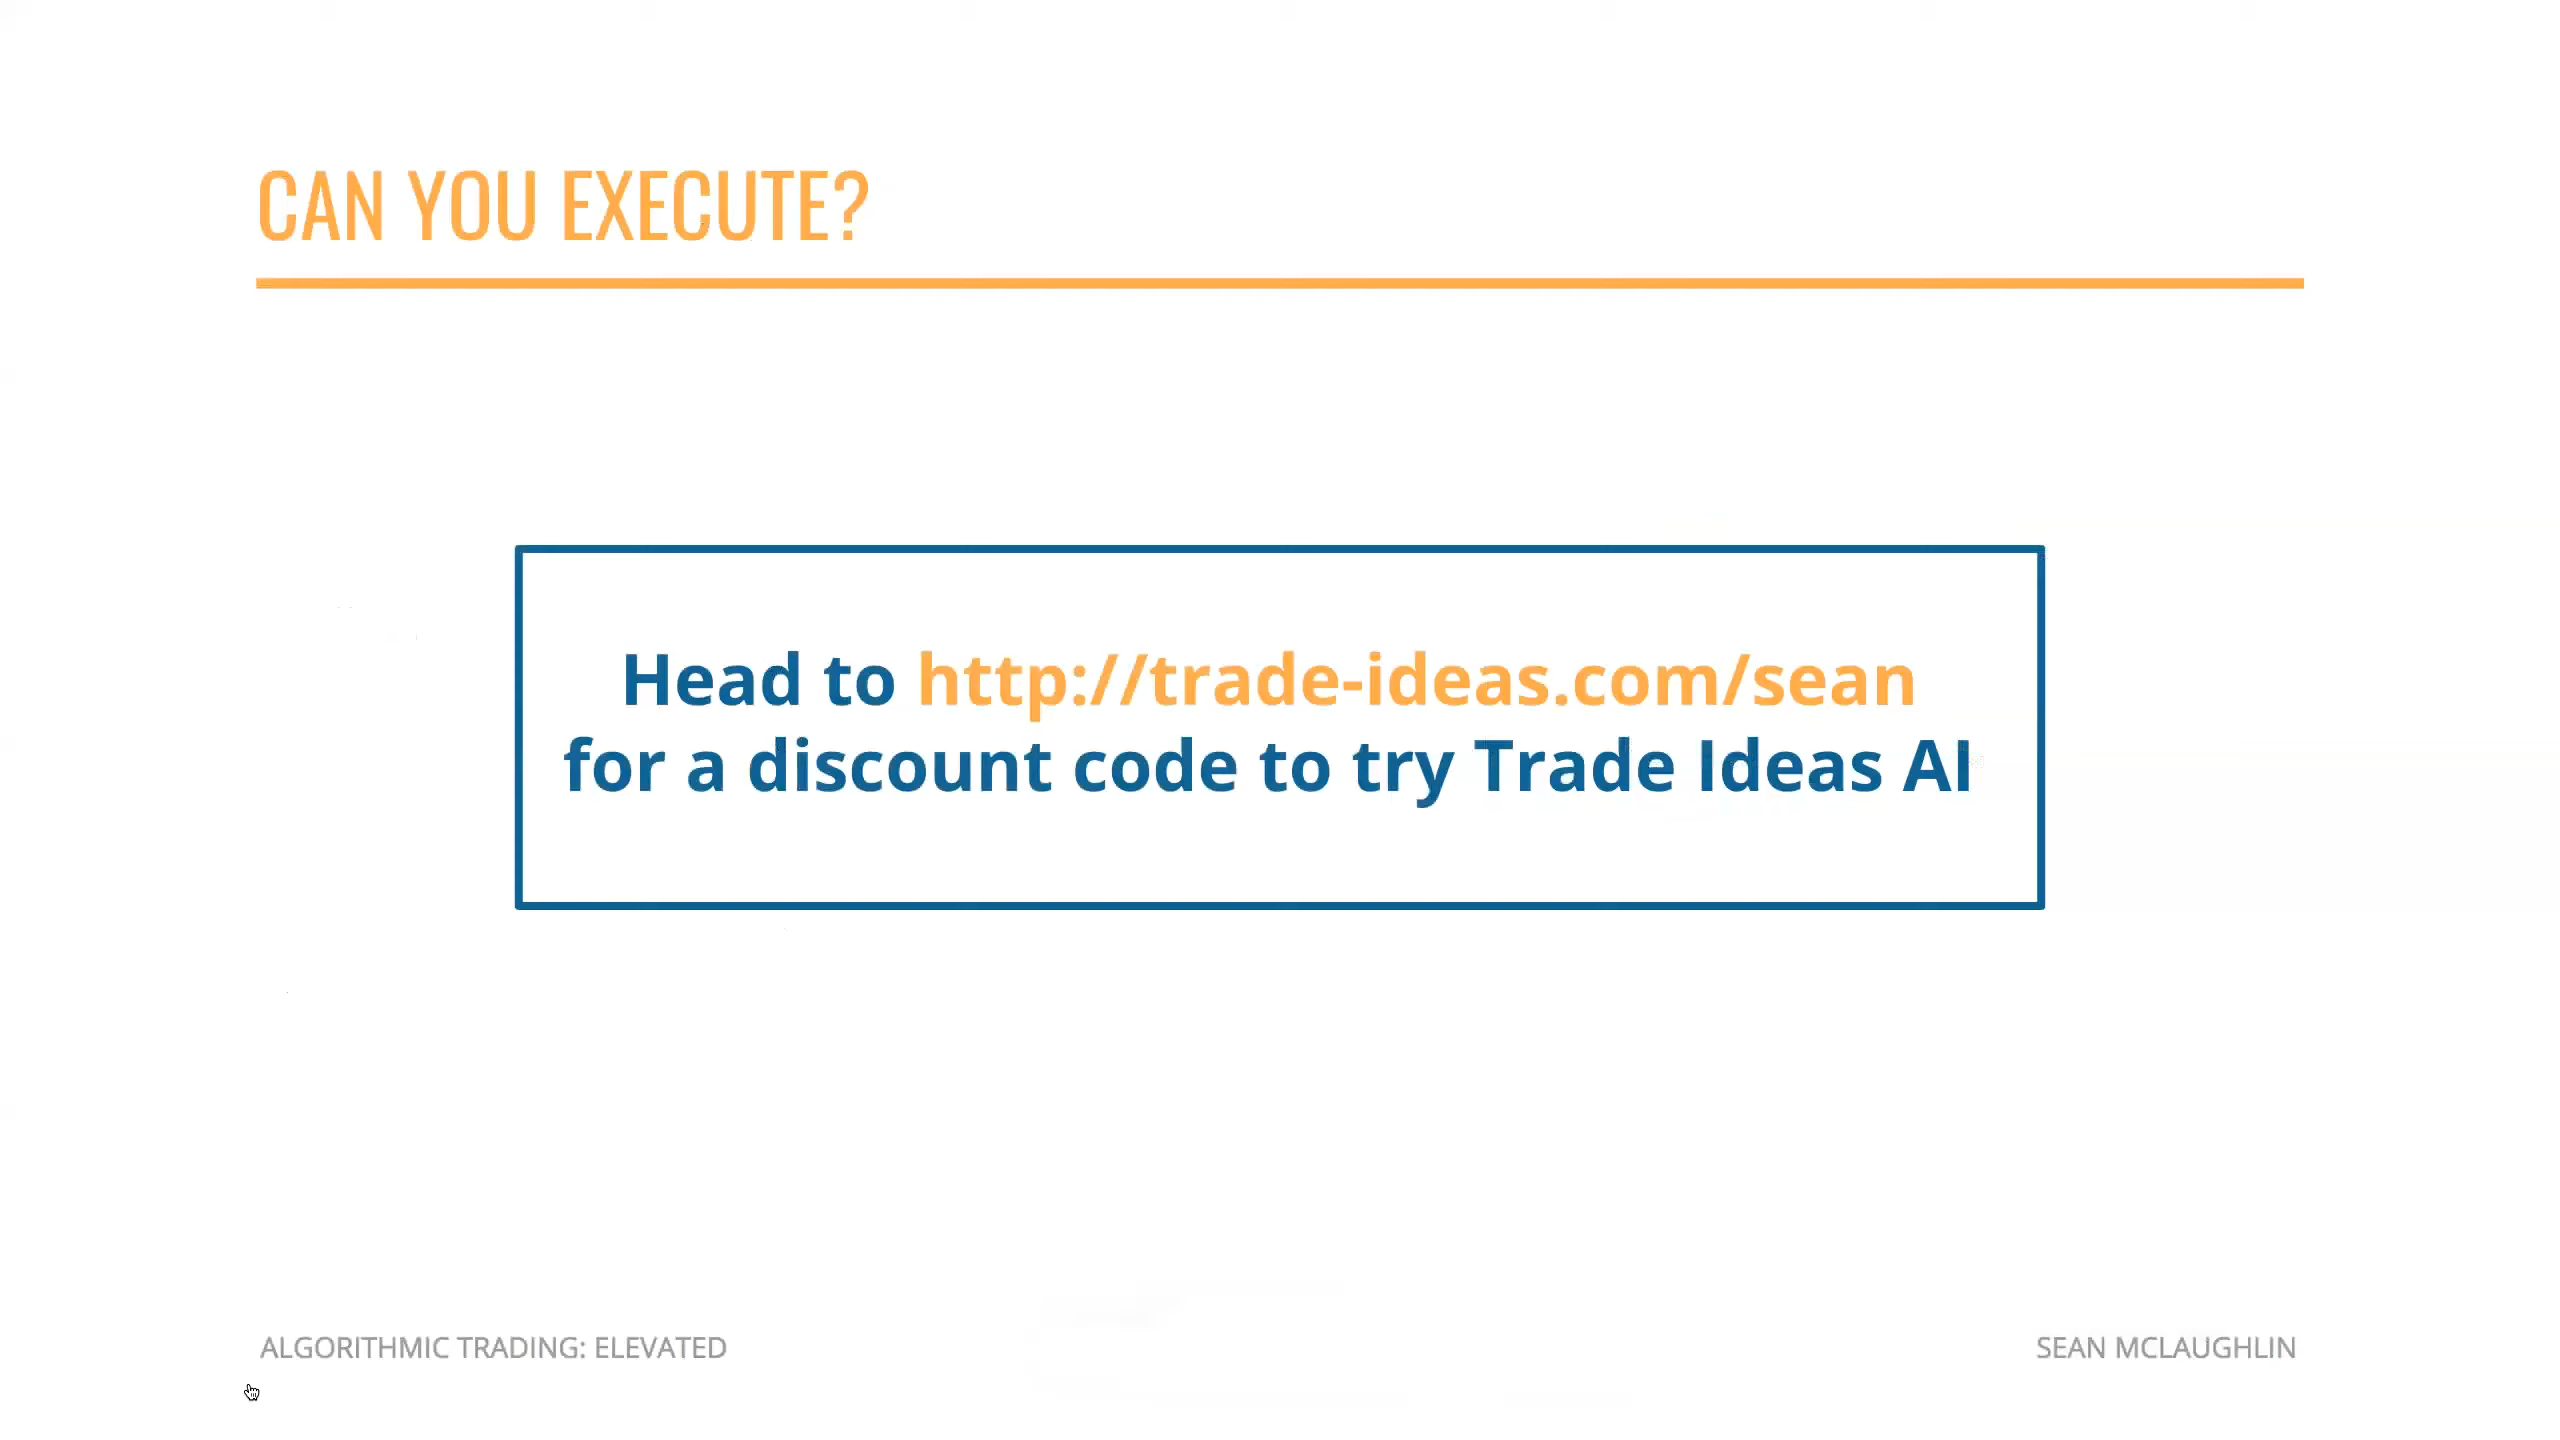 CAN YOU EXECUTE?
Head to http://trade-ideas.com/sean
for a discount code to try Trade Ideas AI
ALGORITHMIC TRADING: ELEVATED
SEAN MCLAUGHLIN